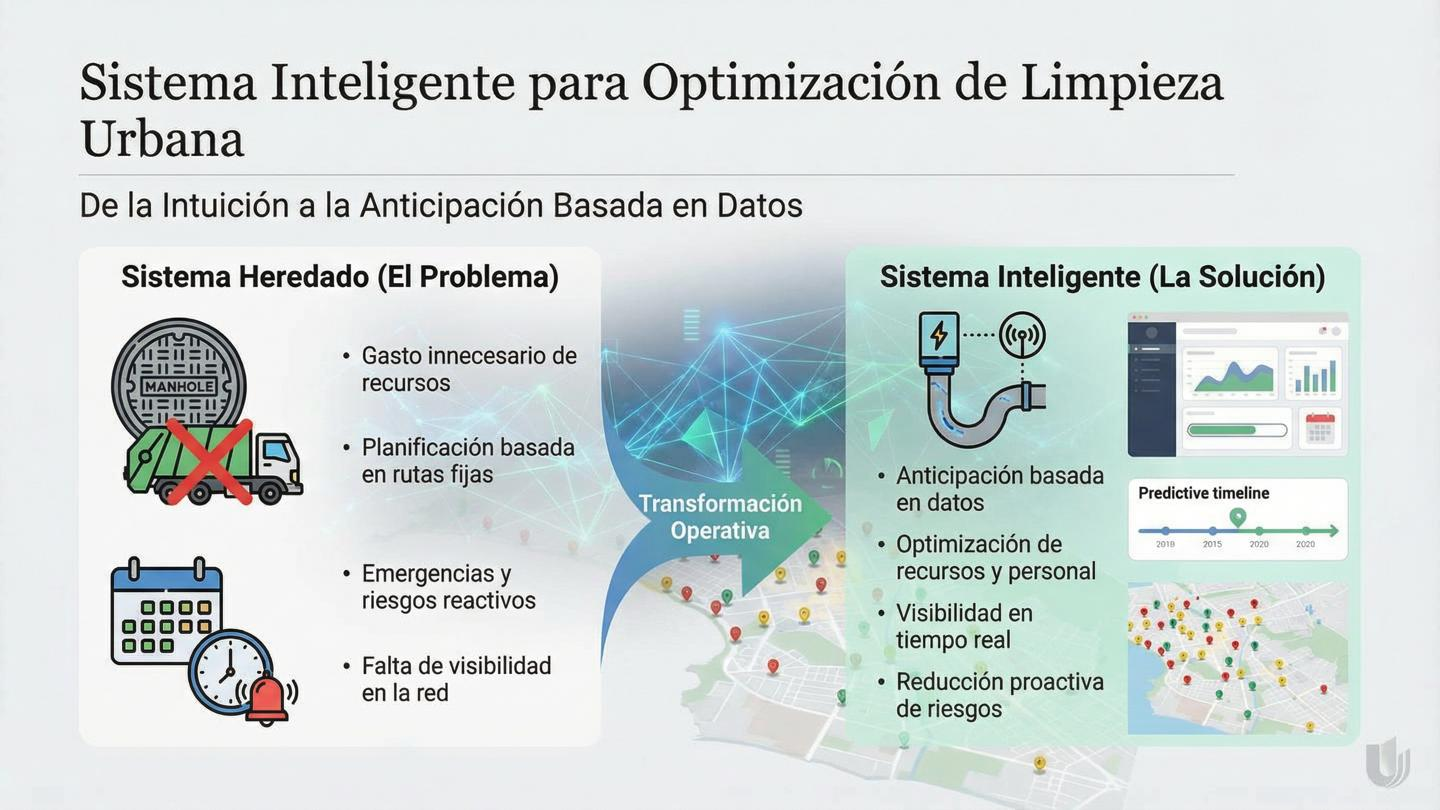 Sistema Inteligente para Optimización de Limpieza
Urbana
De la Intuición a la Anticipación Basada en Datos
Sistema Heredado (El Problema)
MANHOLE
• Gasto innecesario de
recursos
• Planificación basada
en rutas fijas
• Emergencias y
riesgos reactivos
• Falta de visibilidad
en la red
Transformación
Operativa
Sistema Inteligente (La Solución)
• Anticipación basada
en datos
• Optimización de
recursos y personal
• Visibilidad en
tiempo real
• Reducción proactiva
de riesgos
Predictive timeline
2015 2020 2020